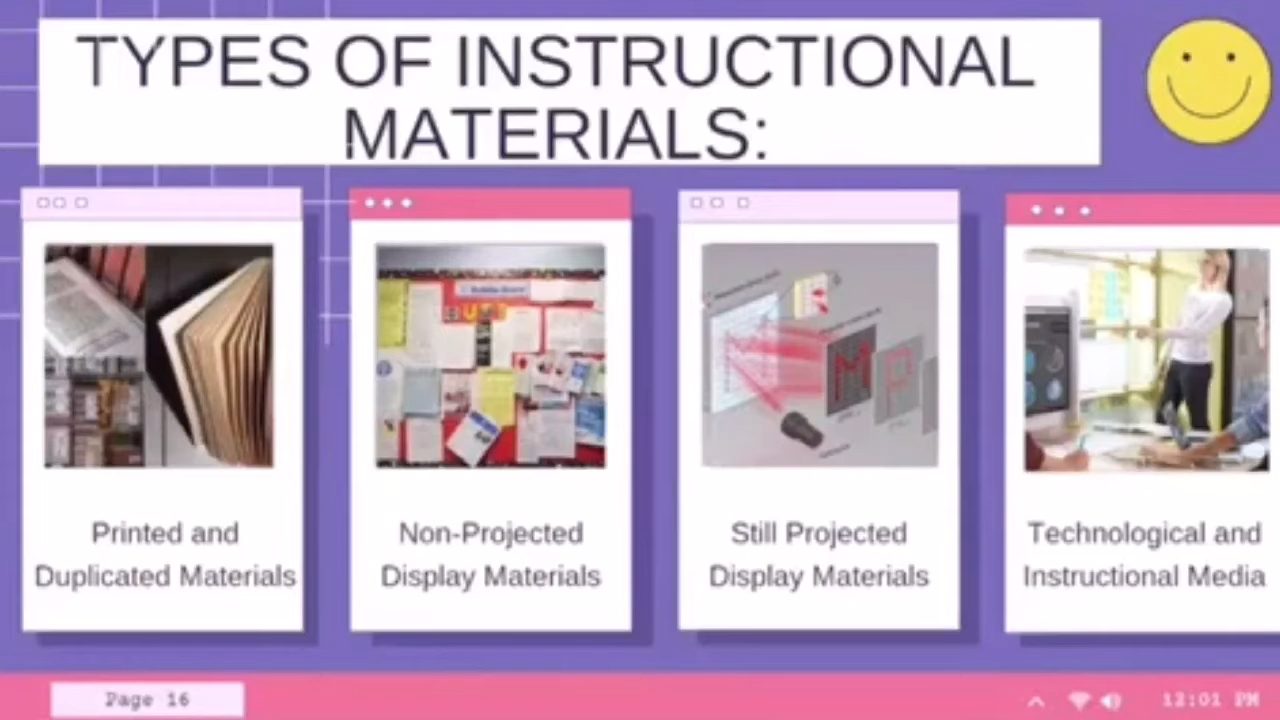 TYPES OF INSTRUCTIONAL
MATERIALS:
Printed and
Duplicated Materials
Non-Projected
Display Materials
Still Projected
Display Materials
Technological and
Instructional Media
Page 16
12:01 PM